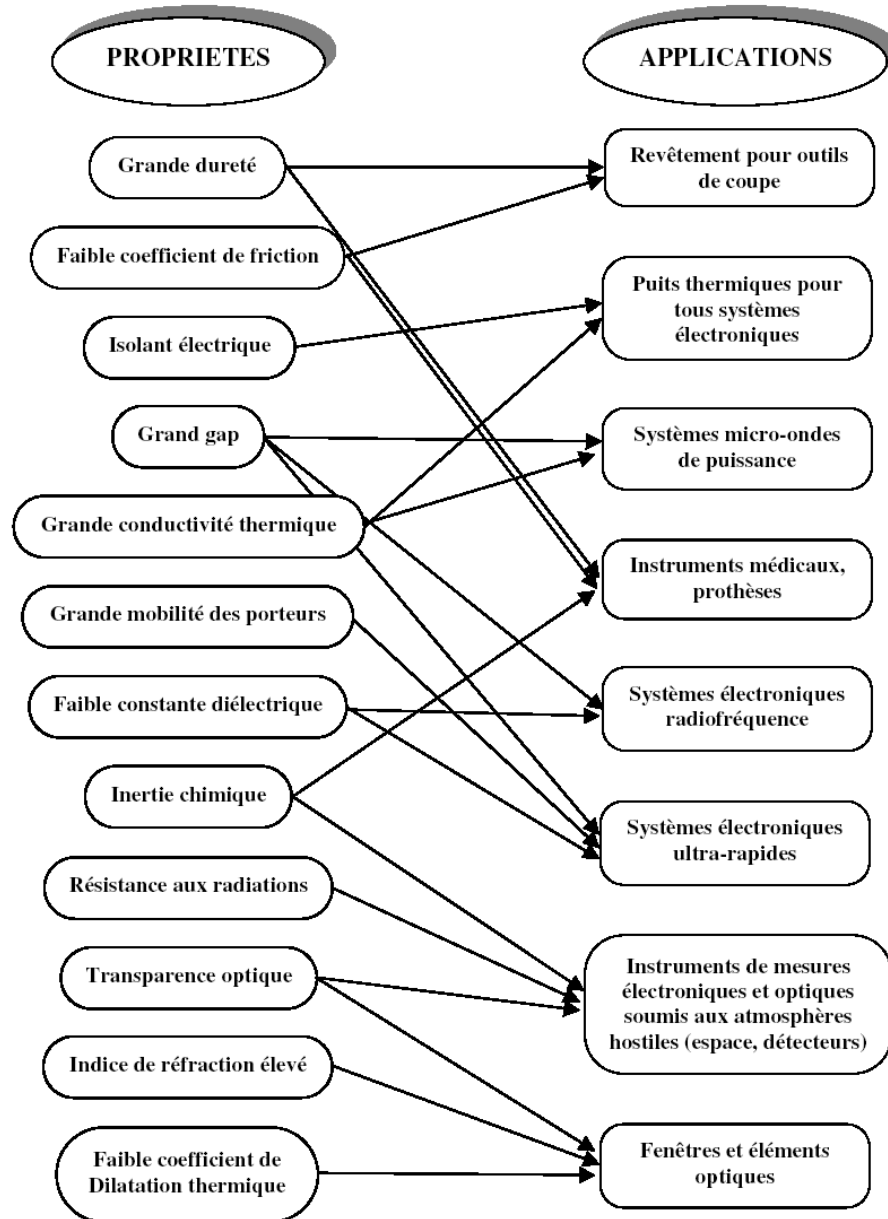 PROPRIETES
Grande dureté
Faible coefficient de friction
Isolant électrique
Grand gap
Grande conductivité thermique
Grande mobilité des porteurs
Faible constante diélectrique
Inertie chimique
Résistance aux radiations
Transparence optique
Indice de réfraction élevé
Faible coefficient de
Dilatation thermique
APPLICATIONS
Revêtement pour outils
de coupe
Puits thermiques pour
tous systèmes
électroniques
Systèmes micro-ondes
de puissance
Instruments médicaux,
prothèses
Systèmes électroniques
radiofréquence
Systèmes électroniques
ultra-rapides
Instruments de mesures
électroniques et optiques
soumis aux atmosphères
hostiles (espace, détecteurs)
Fenêtres et éléments
optiques